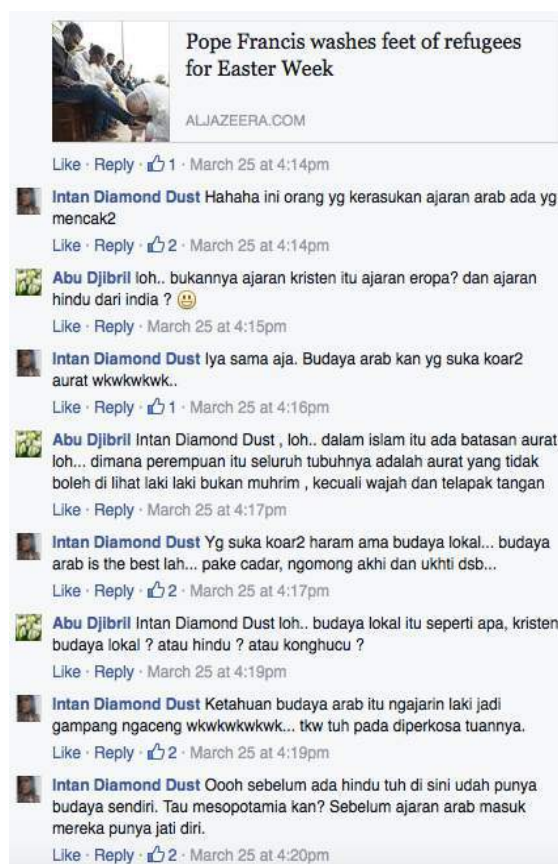 Pope Francis washes feet of refugees
for Easter Week
ALJAZEERA.COM
Like · Reply · 1 · March 25 at 4:14pm
Intan Diamond Dust Hahaha ini orang yg kerasukan ajaran arab ada yg
mencak2
Like · Reply · 2 · March 25 at 4:14pm
Abu Djibril loh.. bukannya ajaran kristen itu ajaran eropa? dan ajaran
hindu dari india ? 😃
Like · Reply · March 25 at 4:15pm
Intan Diamond Dust Iya sama aja. Budaya arab kan yg suka koar2
aurat wkwkwkwk..
Like · Reply · 1 · March 25 at 4:16pm
Abu Djibril Intan Diamond Dust , loh.. dalam islam itu ada batasan aurat
loh... dimana perempuan itu seluruh tubuhnya adalah aurat yang tidak
boleh di lihat laki laki bukan muhrim , kecuali wajah dan telapak tangan
Like · Reply · March 25 at 4:17pm
Intan Diamond Dust Yg suka koar2 haram ama budaya lokal... budaya
arab is the best lah... pake cadar, ngomong akhi dan ukhti dsb...
Like · Reply · 2 · March 25 at 4:17pm
Abu Djibril Intan Diamond Dust loh.. budaya lokal itu seperti apa, kristen
budaya lokal ? atau hindu ? atau konghucu ?
Like · Reply · March 25 at 4:19pm
Intan Diamond Dust Ketahuan budaya arab itu ngajarin laki jadi
gampang ngaceng wkwkwkwkwk... tkw tuh pada diperkosa tuannya.
Like · Reply · 2 · March 25 at 4:19pm
Intan Diamond Dust Oooh sebelum ada hindu tuh di sini udah punya
budaya sendiri. Tau mesopotamia kan? Sebelum ajaran arab masuk
mereka punya jati diri.
Like · Reply · 2 · March 25 at 4:20pm